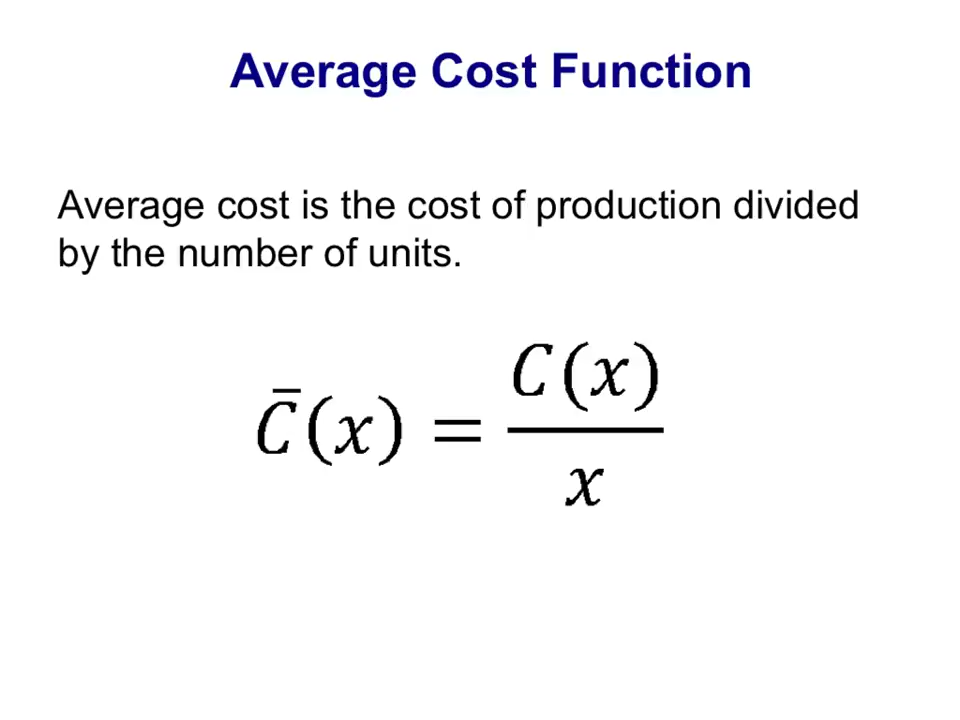 Average Cost Function
Average cost is the cost of production divided
by the number of units.
C̄(x) = C(x)/x